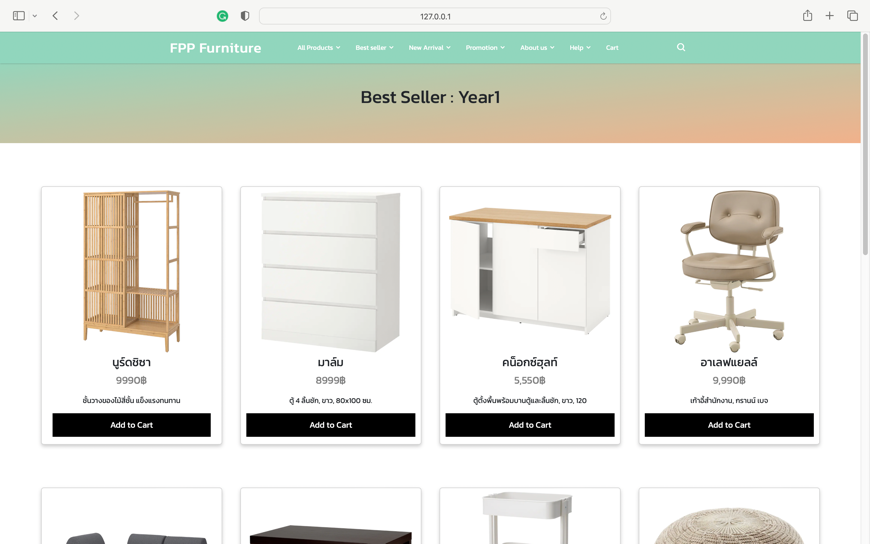 127.0.0.1
FPP Furniture
All Products
Best seller
New Arrival
Promotion
About us
Help
Cart
Best Seller : Year1
นูร์ดชิซา
9990฿
ชั้นวางของไม้สีชั้น แข็งแรงทนทาน
Add to Cart
มาล์ม
8999฿
ตู้ 4 ลิ้นชัก, ขาว, 80x100 ซม.
Add to Cart
คน็อกซ์ฮุลท์
5,550฿
ตู้ตั้งพื้นพร้อมบานตู้และลิ้นชัก, ขาว, 120
Add to Cart
อาเลฟแยลล์
9,990฿
เก้าอี้สำนักงาน, กรานน์ เบจ
Add to Cart